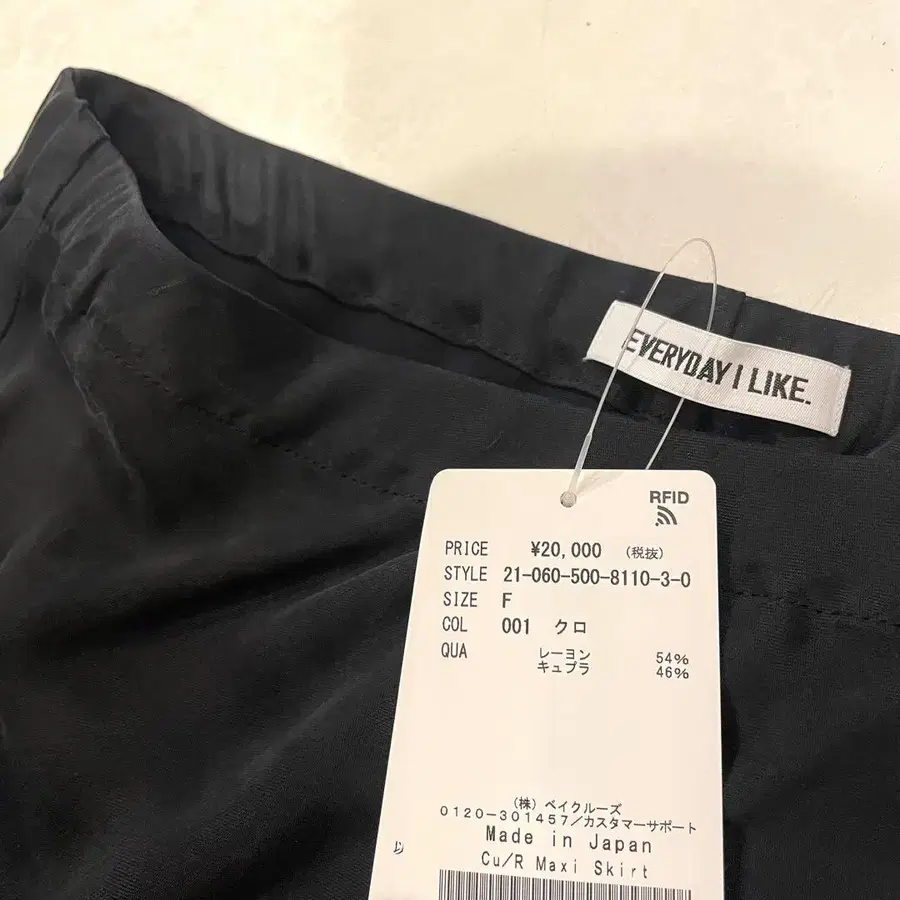 EVERYDAY I LIKE.
RFID
PRICE ¥20,000 (税抜)
STYLE 21-060-500-8110-3-0
SIZE F
COL 001 クロ
QUA レーヨン 54%
キュプラ 46%
(株) ベイクルーズ
0120-301457/カスタマーサポート
Made in Japan
Cu/R Maxi Skirt